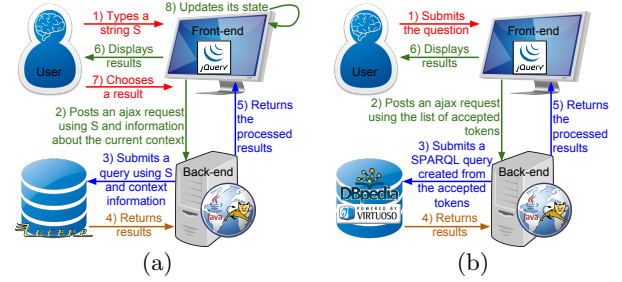 8) Updates its state
1) Types a
string S
Front-end
jQuery
6) Displays
results
User
7) Chooses
a result
2) Posts an ajax request
using S and information
about the current context
5) Returns
the
processed
results
3) Submits a
query using S
and context
information
Back-end
Java
Lucene
4) Returns
results
(a)
1) Submits
the question
Front-end
jQuery
6) Displays
results
User
2) Posts an ajax request
using the list of accepted
tokens
5) Returns
the
processed
results
3) Submits a
SPARQL query
created from
the accepted
tokens
Back-end
DBpedia
POWERED BY
VIRTUOSO
Java
4) Returns
results
(b)